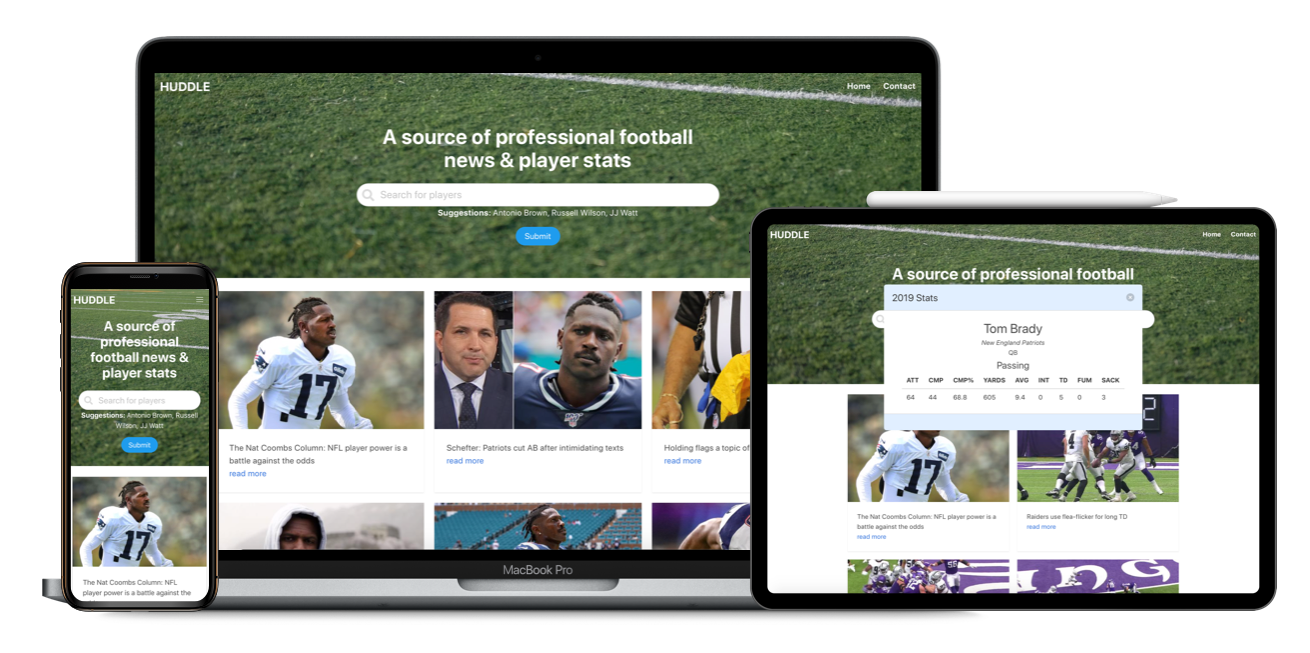 HUDDLE
Home Contact
A source of professional football
news & player stats
Search for players
Suggestions: Antonio Brown, Russell Wilson, JJ Watt
Submit
17
The Nat Coombs Column: NFL player power is a
battle against the odds
read more
Schefter: Patriots cut AB after intimidating texts
read more
Holding flags a topic of
read more
MacBook Pro
HUDDLE
A source of
professional
football news &
player stats
Search for players
Suggestions: Antonio Brown, Russell
Wilson, JJ Watt
Submit
17
The Nat Coombs Column: NFL
player power is a battle against the
HUDDLE
Home Contact
A source of professional football
2019 Stats
Tom Brady
New England Patriots
QB
Passing
ATT CMP CMP% YARDS AVG INT TD FUM SACK
64 44 68.8 605 9.4 0 5 0 3
17
2
4
The Nat Coombs Column: NFL player power is a
battle against the odds
read more
Raiders use flea-flicker for long TD
read more
55